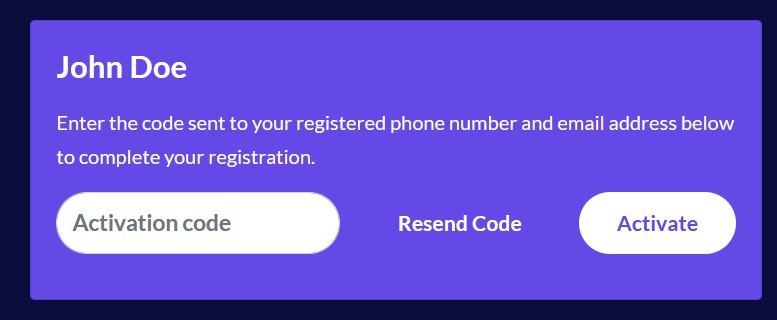 John Doe
Enter the code sent to your registered phone number and email address below
to complete your registration.
Activation code Resend Code Activate